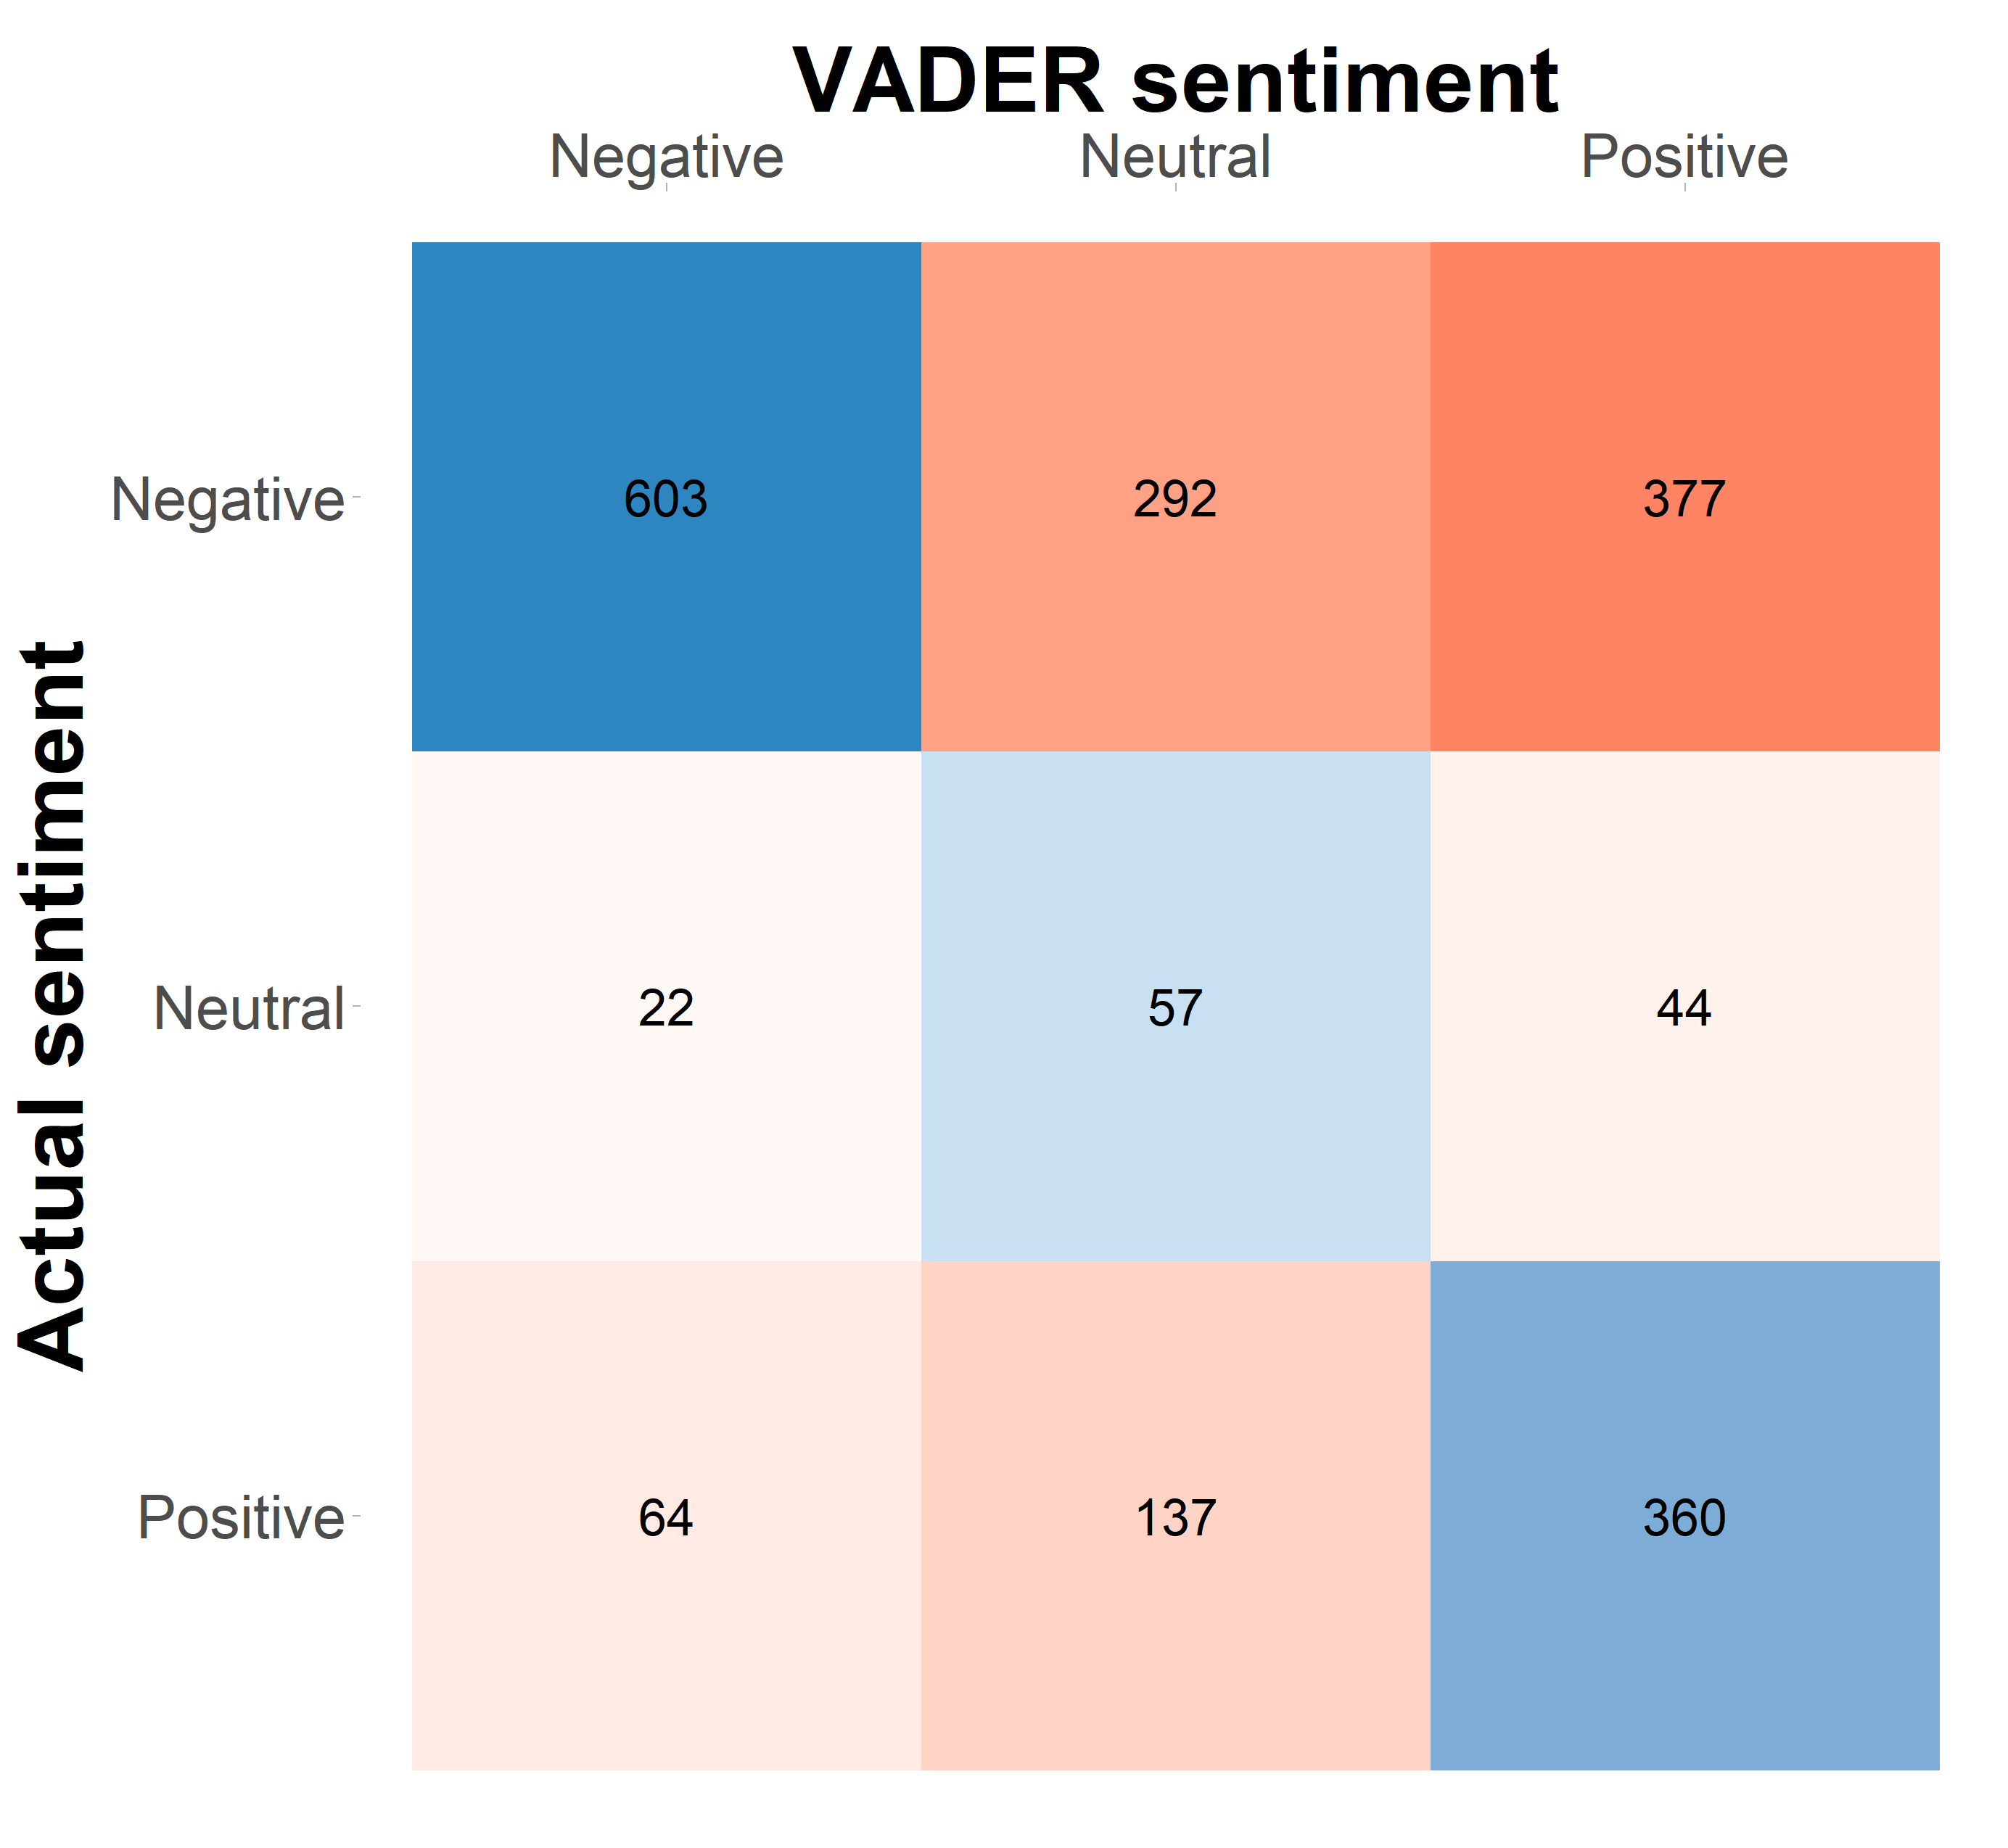 VADER sentiment
Negative Neutral Positive
Actual sentiment
Negative 603 292 377
Neutral 22 57 44
Positive 64 137 360